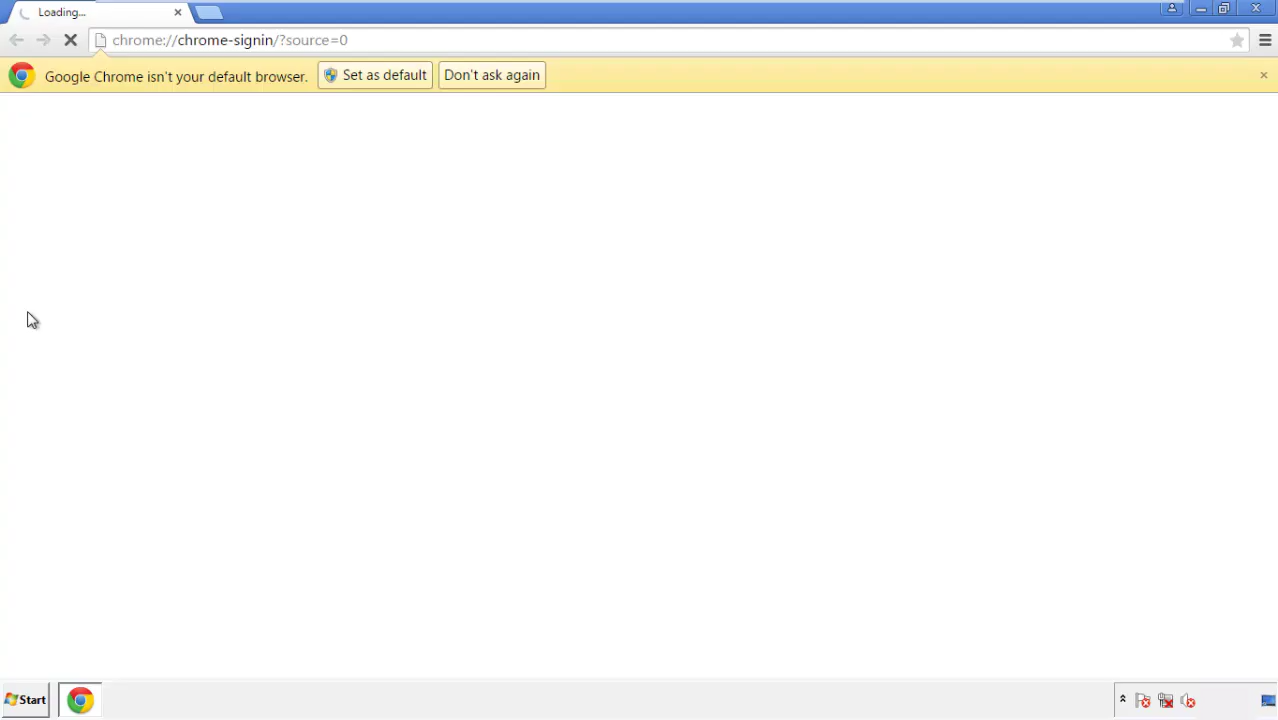 Loading...
chrome://chrome-signin/?source=0
Google Chrome isn't your default browser. Set as default Don't ask again
Start